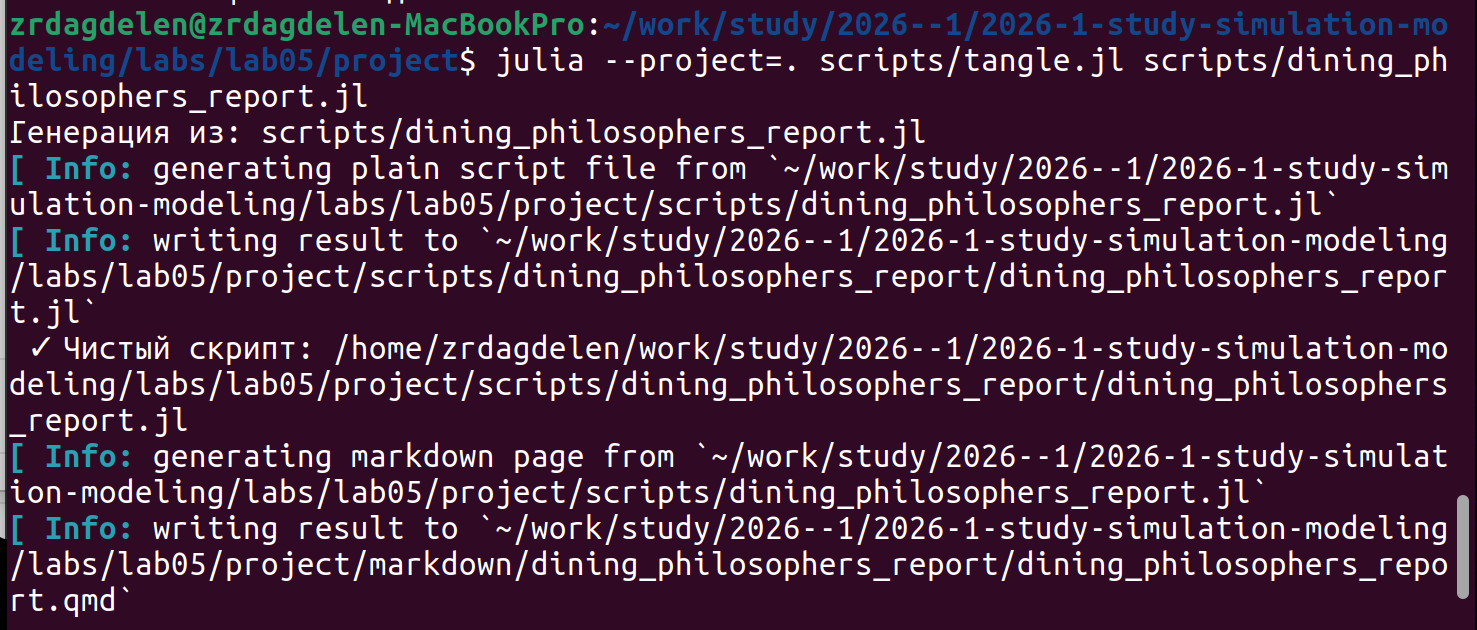 zrdagdelen@zrdagdelen-MacBookPro:~/work/study/2026--1/2026-1-study-simulation-mo
deling/labs/lab05/project$ julia --project=. scripts/tangle.jl scripts/dining_ph
ilosophers_report.jl
Генерация из: scripts/dining_philosophers_report.jl
[ Info: generating plain script file from `~/work/study/2026--1/2026-1-study-sim
ulation-modeling/labs/lab05/project/scripts/dining_philosophers_report.jl`
[ Info: writing result to `~/work/study/2026--1/2026-1-study-simulation-modeling
/labs/lab05/project/scripts/dining_philosophers_report/dining_philosophers_repor
t.jl`
✓ Чистый скрипт: /home/zrdagdelen/work/study/2026--1/2026-1-study-simulation-mo
deling/labs/lab05/project/scripts/dining_philosophers_report/dining_philosophers
_report.jl
[ Info: generating markdown page from `~/work/study/2026--1/2026-1-study-simulat
ion-modeling/labs/lab05/project/scripts/dining_philosophers_report.jl`
[ Info: writing result to `~/work/study/2026--1/2026-1-study-simulation-modeling
/labs/lab05/project/markdown/dining_philosophers_report/dining_philosophers_repo
rt.qmd`